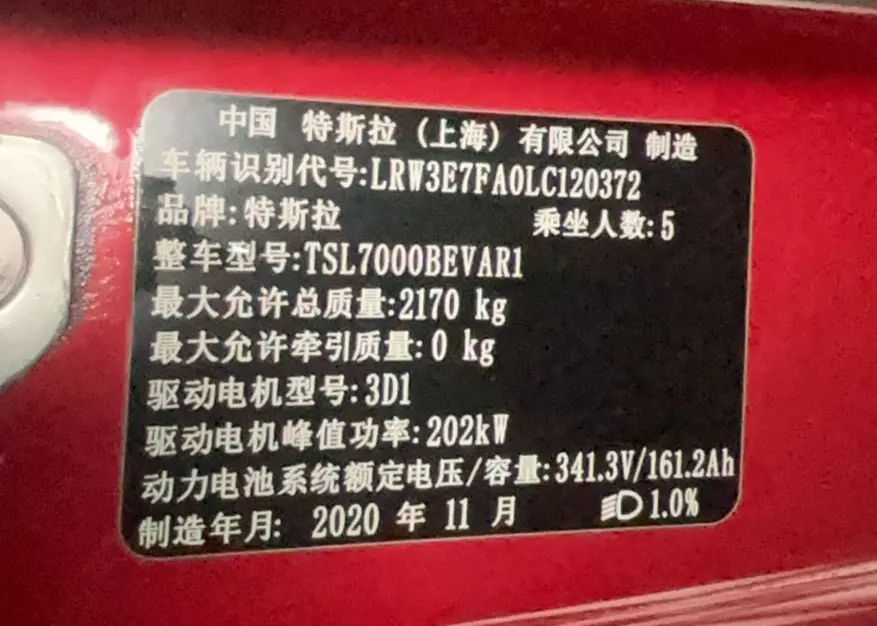 中国 特斯拉 (上海) 有限公司 制造
车辆识别代号:LRW3E7FA0LC120372
品牌:特斯拉 乘坐人数:5
整车型号:TSL7000BEVAR1
最大允许总质量:2170 kg
最大允许牵引质量:0 kg
驱动电机型号:3D1
驱动电机峰值功率:202kW
动力电池系统额定电压/容量:341.3V/161.2Ah
制造年月: 2020 年 11 月 1.0%